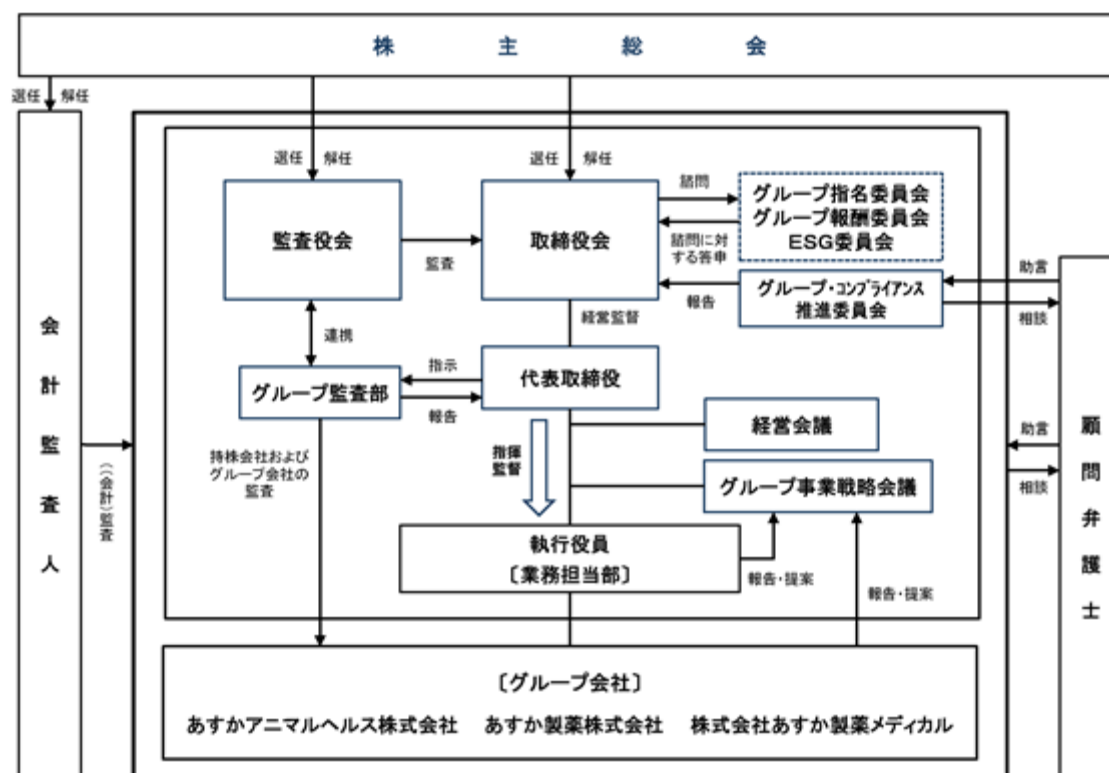 株主総会
選任 解任
選任 解任
選任 解任
監査役会
監査
取締役会
諮問
諮問に対
する答申
グループ指名委員会
グループ報酬委員会
ESG委員会
報告
グループ・コンプライアンス
推進委員会
助言
相談
経営監督
連携
グループ監査部
指示
報告
代表取締役
経営会議
指揮
監督
グループ事業戦略会議
持株会社および
グループ会社の
監査
執行役員
〔業務担当部〕
報告・提案
報告・提案
助言
相談
会計監査人
(（会計）監査
顧問弁護士
〔グループ会社〕
あすかアニマルヘルス株式会社 あすか製薬株式会社 株式会社あすか製薬メディカル